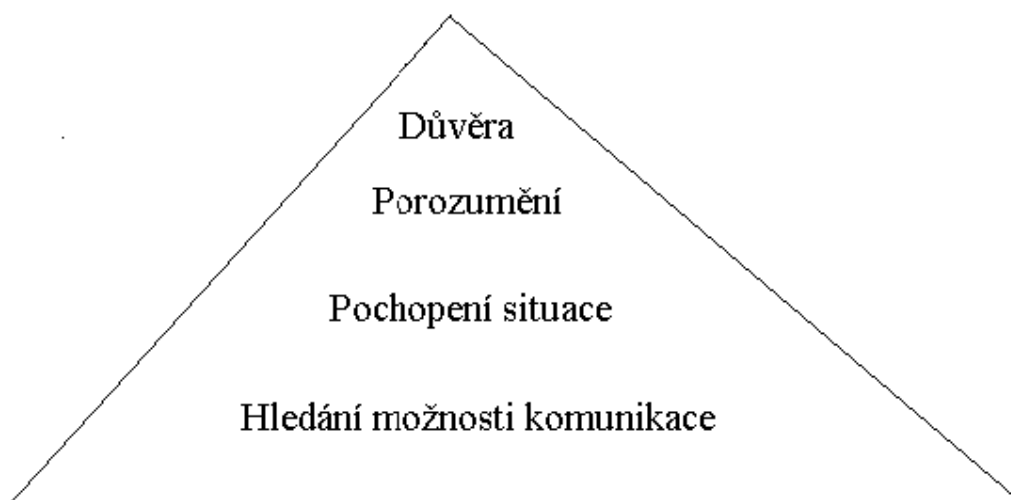 Důvěra
Porozumění
Pochopení situace
Hledání možnosti komunikace